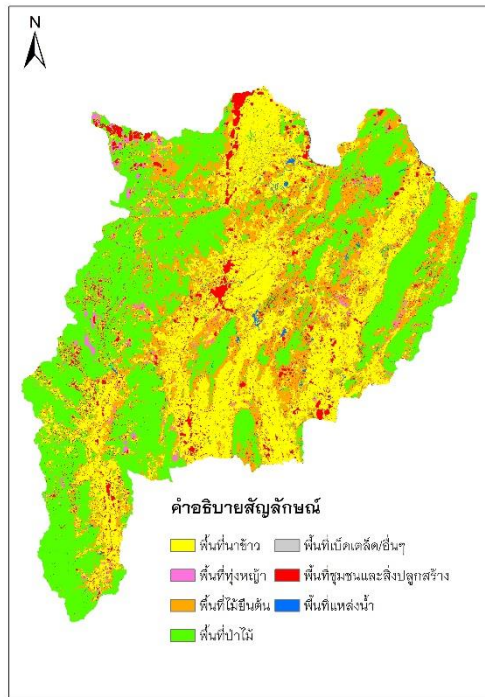 N
คำอธิบายสัญลักษณ์
พื้นที่นาข้าว
พื้นที่ทุ่งหญ้า
พื้นที่ไม้ยืนต้น
พื้นที่ป่าไม้
พื้นที่เบ็ดเตล็ด/อื่นๆ
พื้นที่ชุมชนและสิ่งปลูกสร้าง
พื้นที่แหล่งน้ำ